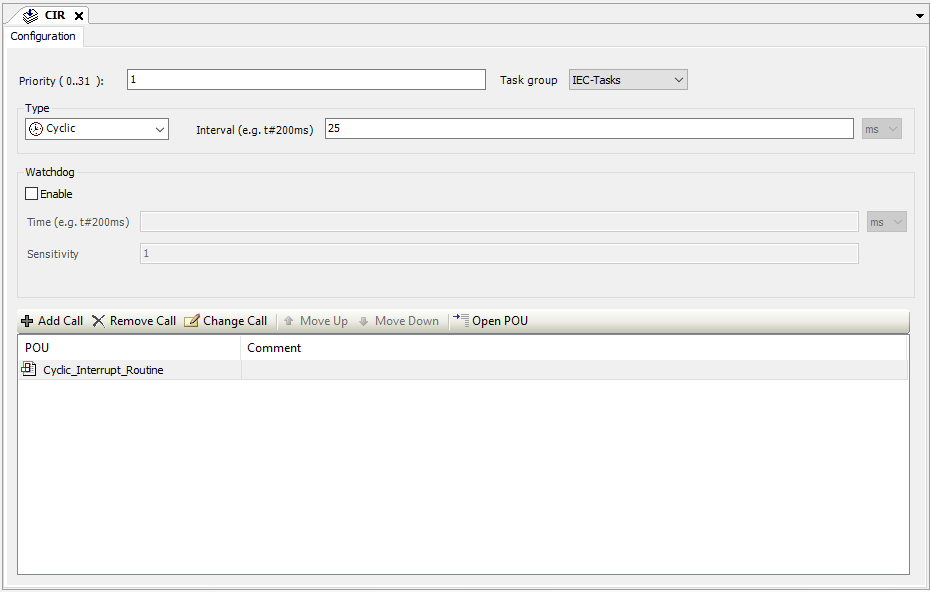 CIR
Configuration
Priority ( 0..31 ): 1 Task group IEC-Tasks
Type
Cyclic Interval (e.g. t#200ms) 25 ms
Watchdog
Enable
Time (e.g. t#200ms) ms
Sensitivity 1
Add Call Remove Call Change Call Move Up Move Down Open POU
POU Comment
Cyclic_Interrupt_Routine